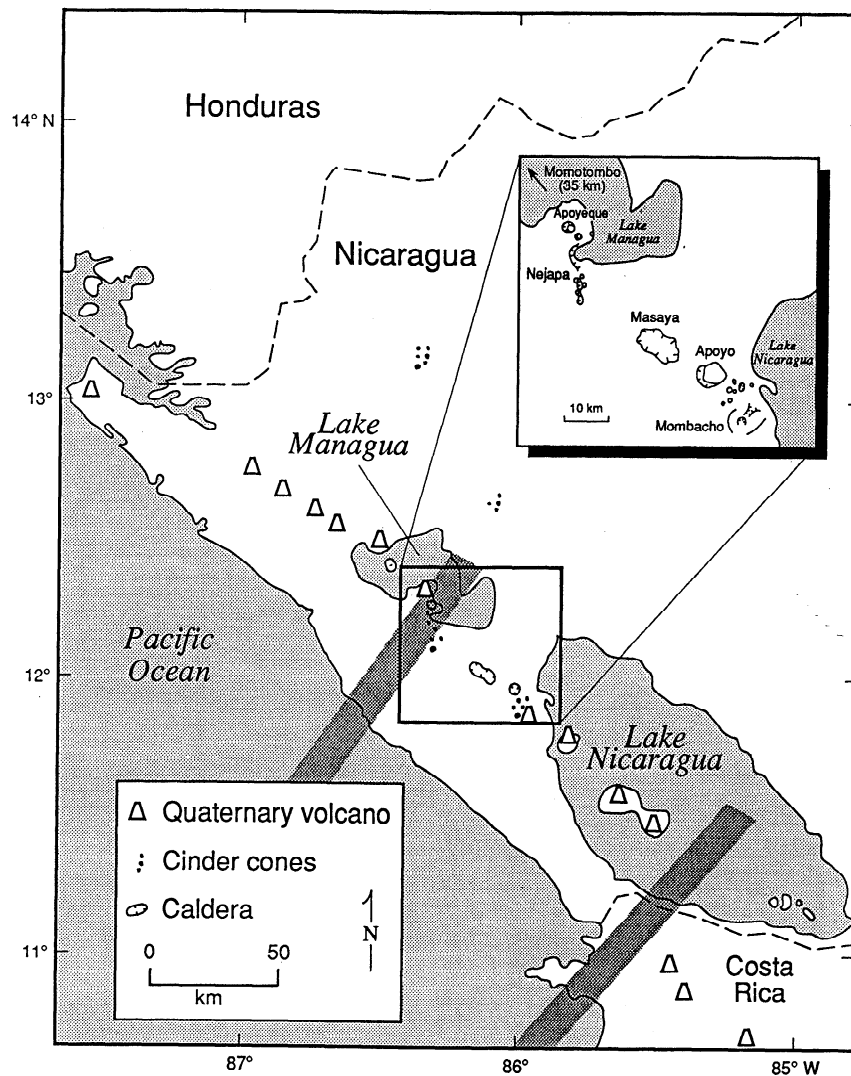 Honduras
14° N
Momotombo
(35 km)
Apoyeque
Lake
Managua
Nicaragua
Nejapa
Masaya
Apoyo
Lake
Nicaragua
10 km
Mombacho
13°
Lake
Managua
Pacific
Ocean
12°
Lake
Nicaragua
Quaternary volcano
Cinder cones
Caldera
N
0 50
km
11°
Costa
Rica
87° 86° 85° W